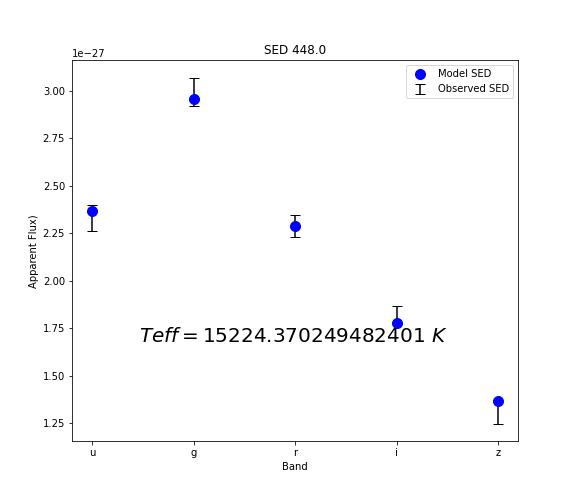 SED 448.0
1e−27
Model SED
Observed SED
3.00
2.75
2.50
2.25
2.00
1.75
1.50
1.25
Apparent Flux)
Teff = 15224.370249482401 K
u g r i z
Band